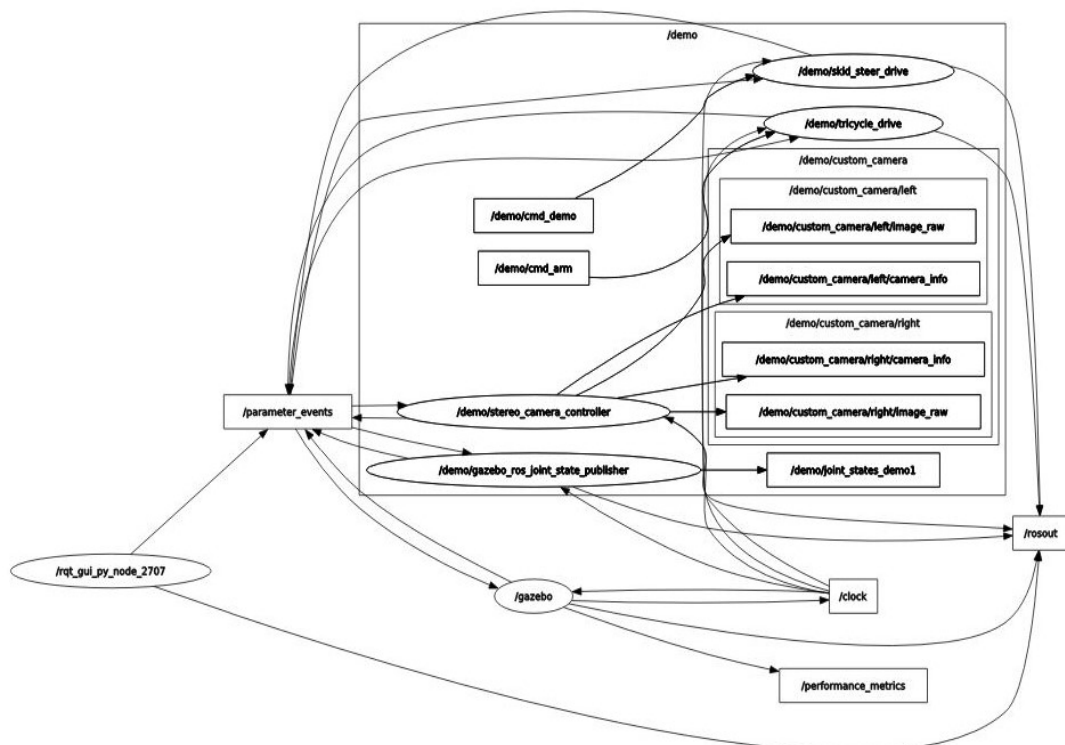 /demo
/demo/skid_steer_drive
/demo/tricycle_drive
/demo/custom_camera
/demo/custom_camera/left
/demo/cmd_demo
/demo/custom_camera/left/image_raw
/demo/cmd_arm
/demo/custom_camera/left/camera_info
/demo/custom_camera/right
/demo/custom_camera/right/camera_info
/parameter_events
/demo/stereo_camera_controller
/demo/custom_camera/right/image_raw
/demo/gazebo_ros_joint_state_publisher
/demo/joint_states_demo1
/rosout
/rqt_gui_py_node_2707
/gazebo
/clock
/performance_metrics